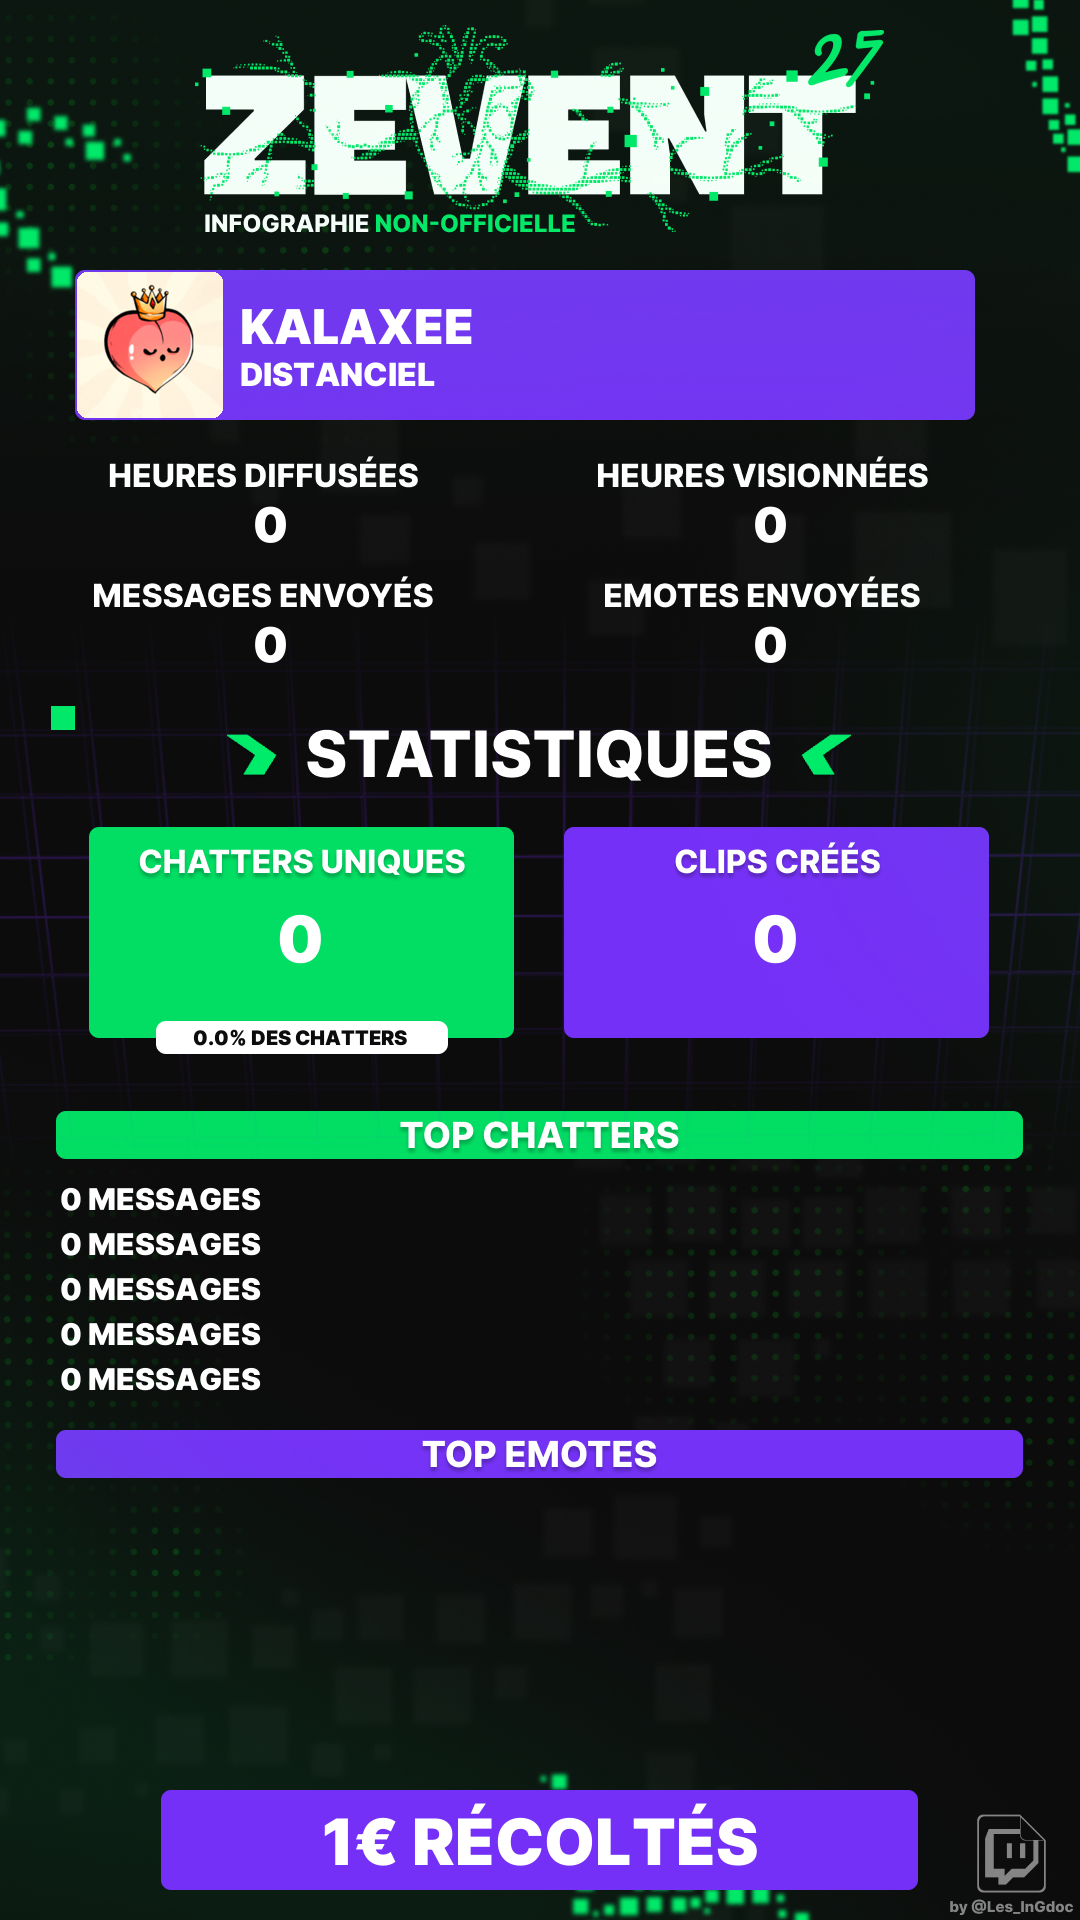 ZEVENT 25
INFOGRAPHIE NON-OFFICIELLE
KALAXEE
DISTANCIEL
HEURES DIFFUSÉES
0
HEURES VISIONNÉES
0
MESSAGES ENVOYÉS
0
EMOTES ENVOYÉES
0
STATISTIQUES
CHATTERS UNIQUES
0
0.0% DES CHATTERS
CLIPS CRÉÉS
0
TOP CHATTERS
0 MESSAGES
0 MESSAGES
0 MESSAGES
0 MESSAGES
0 MESSAGES
TOP EMOTES
1€ RÉCOLTÉS
by @Les_InGdoc